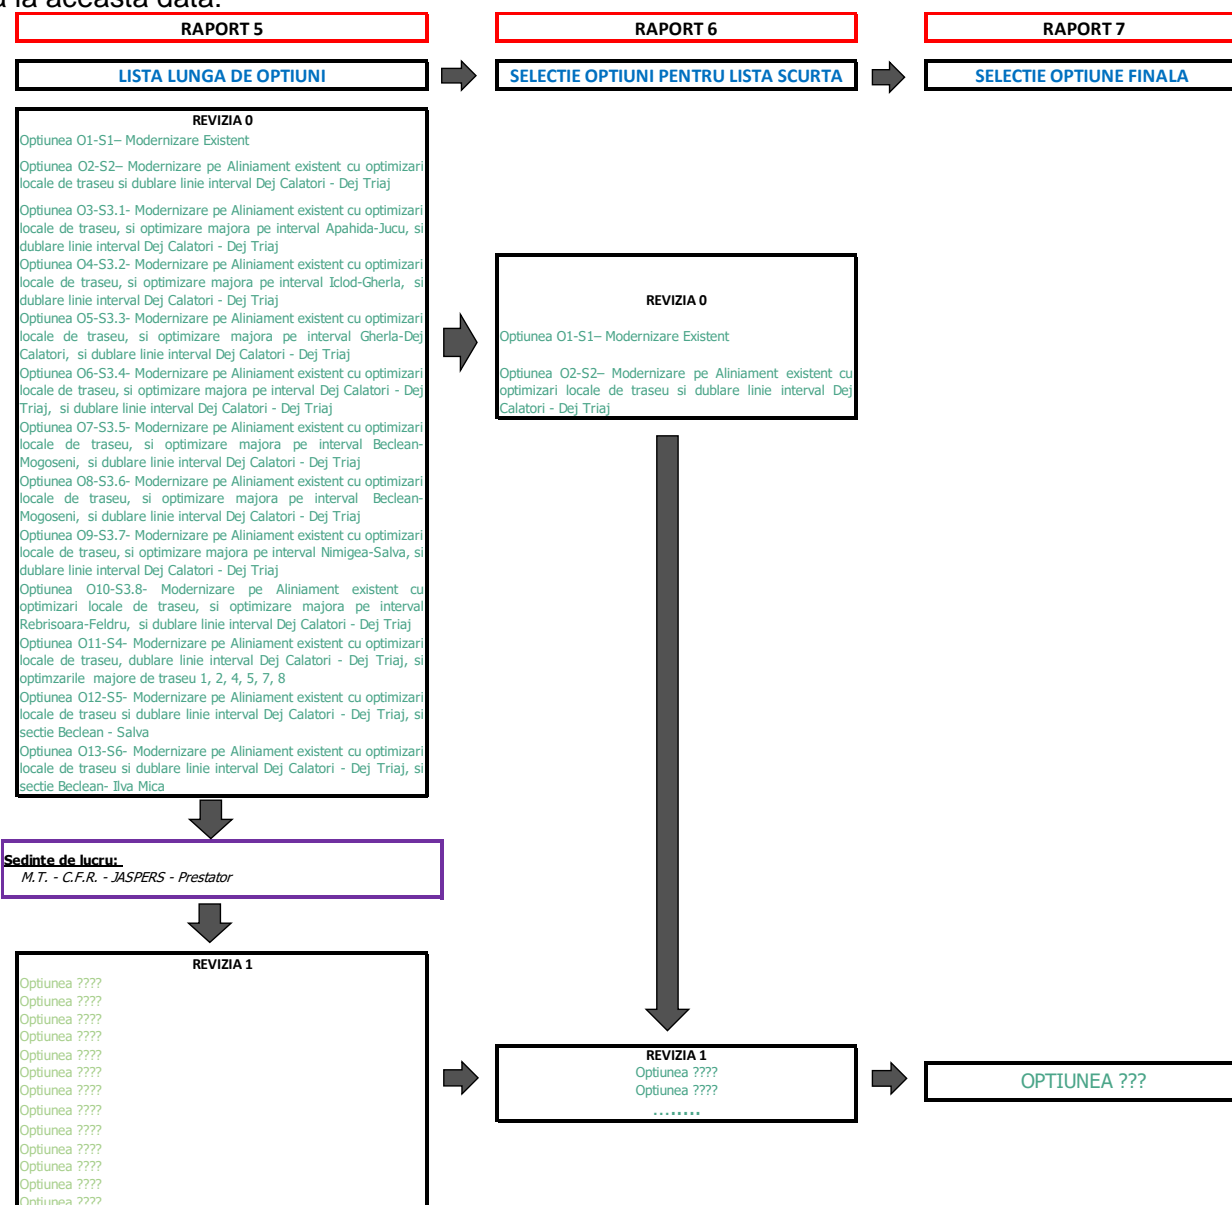 la aceasta data.
RAPORT 5
RAPORT 6
RAPORT 7
LISTA LUNGA DE OPTIUNI
SELECTIE OPTIUNI PENTRU LISTA SCURTA
SELECTIE OPTIUNE FINALA
REVIZIA 0
Optiunea O1-S1– Modernizare Existent
Optiunea O2-S2– Modernizare pe Aliniament existent cu optimizari
locale de traseu si dublare linie interval Dej Calatori - Dej Triaj
Optiunea O3-S3.1- Modernizare pe Aliniament existent cu optimizari
locale de traseu, si optimizare majora pe interval Apahida-Jucu, si
dublare linie interval Dej Calatori - Dej Triaj
Optiunea O4-S3.2- Modernizare pe Aliniament existent cu optimizari
locale de traseu, si optimizare majora pe interval Iclod-Gherla, si
dublare linie interval Dej Calatori - Dej Triaj
Optiunea O5-S3.3- Modernizare pe Aliniament existent cu optimizari
locale de traseu, si optimizare majora pe interval Gherla-Dej
Calatori, si dublare linie interval Dej Calatori - Dej Triaj
Optiunea O6-S3.4- Modernizare pe Aliniament existent cu optimizari
locale de traseu, si optimizare majora pe interval Dej Calatori - Dej
Triaj, si dublare linie interval Dej Calatori - Dej Triaj
Optiunea O7-S3.5- Modernizare pe Aliniament existent cu optimizari
locale de traseu, si optimizare majora pe interval Beclean-
Mogoseni, si dublare linie interval Dej Calatori - Dej Triaj
Optiunea O8-S3.6- Modernizare pe Aliniament existent cu optimizari
locale de traseu, si optimizare majora pe interval Beclean-
Mogoseni, si dublare linie interval Dej Calatori - Dej Triaj
Optiunea O9-S3.7- Modernizare pe Aliniament existent cu optimizari
locale de traseu, si optimizare majora pe interval Nimigea-Salva, si
dublare linie interval Dej Calatori - Dej Triaj
Optiunea O10-S3.8- Modernizare pe Aliniament existent cu
optimizari locale de traseu, si optimizare majora pe interval
Rebrisoara-Feldru, si dublare linie interval Dej Calatori - Dej Triaj
Optiunea O11-S4- Modernizare pe Aliniament existent cu optimizari
locale de traseu, dublare linie interval Dej Calatori - Dej Triaj, si
optimzarile majore de traseu 1, 2, 4, 5, 7, 8
Optiunea O12-S5- Modernizare pe Aliniament existent cu optimizari
locale de traseu si dublare linie interval Dej Calatori - Dej Triaj, si
sectie Beclean - Salva
Optiunea O13-S6- Modernizare pe Aliniament existent cu optimizari
locale de traseu si dublare linie interval Dej Calatori - Dej Triaj, si
sectie Beclean- Ilva Mica
REVIZIA 0
Optiunea O1-S1– Modernizare Existent
Optiunea O2-S2– Modernizare pe Aliniament existent cu
optimizari locale de traseu si dublare linie interval Dej
Calatori - Dej Triaj
Sedinte de lucru:
M.T. - C.F.R. - JASPERS - Prestator
REVIZIA 1
Optiunea ????
Optiunea ????
Optiunea ????
Optiunea ????
Optiunea ????
Optiunea ????
Optiunea ????
Optiunea ????
Optiunea ????
Optiunea ????
Optiunea ????
Optiunea ????
Optiunea ????
REVIZIA 1
Optiunea ????
Optiunea ????
........
OPTIUNEA ???